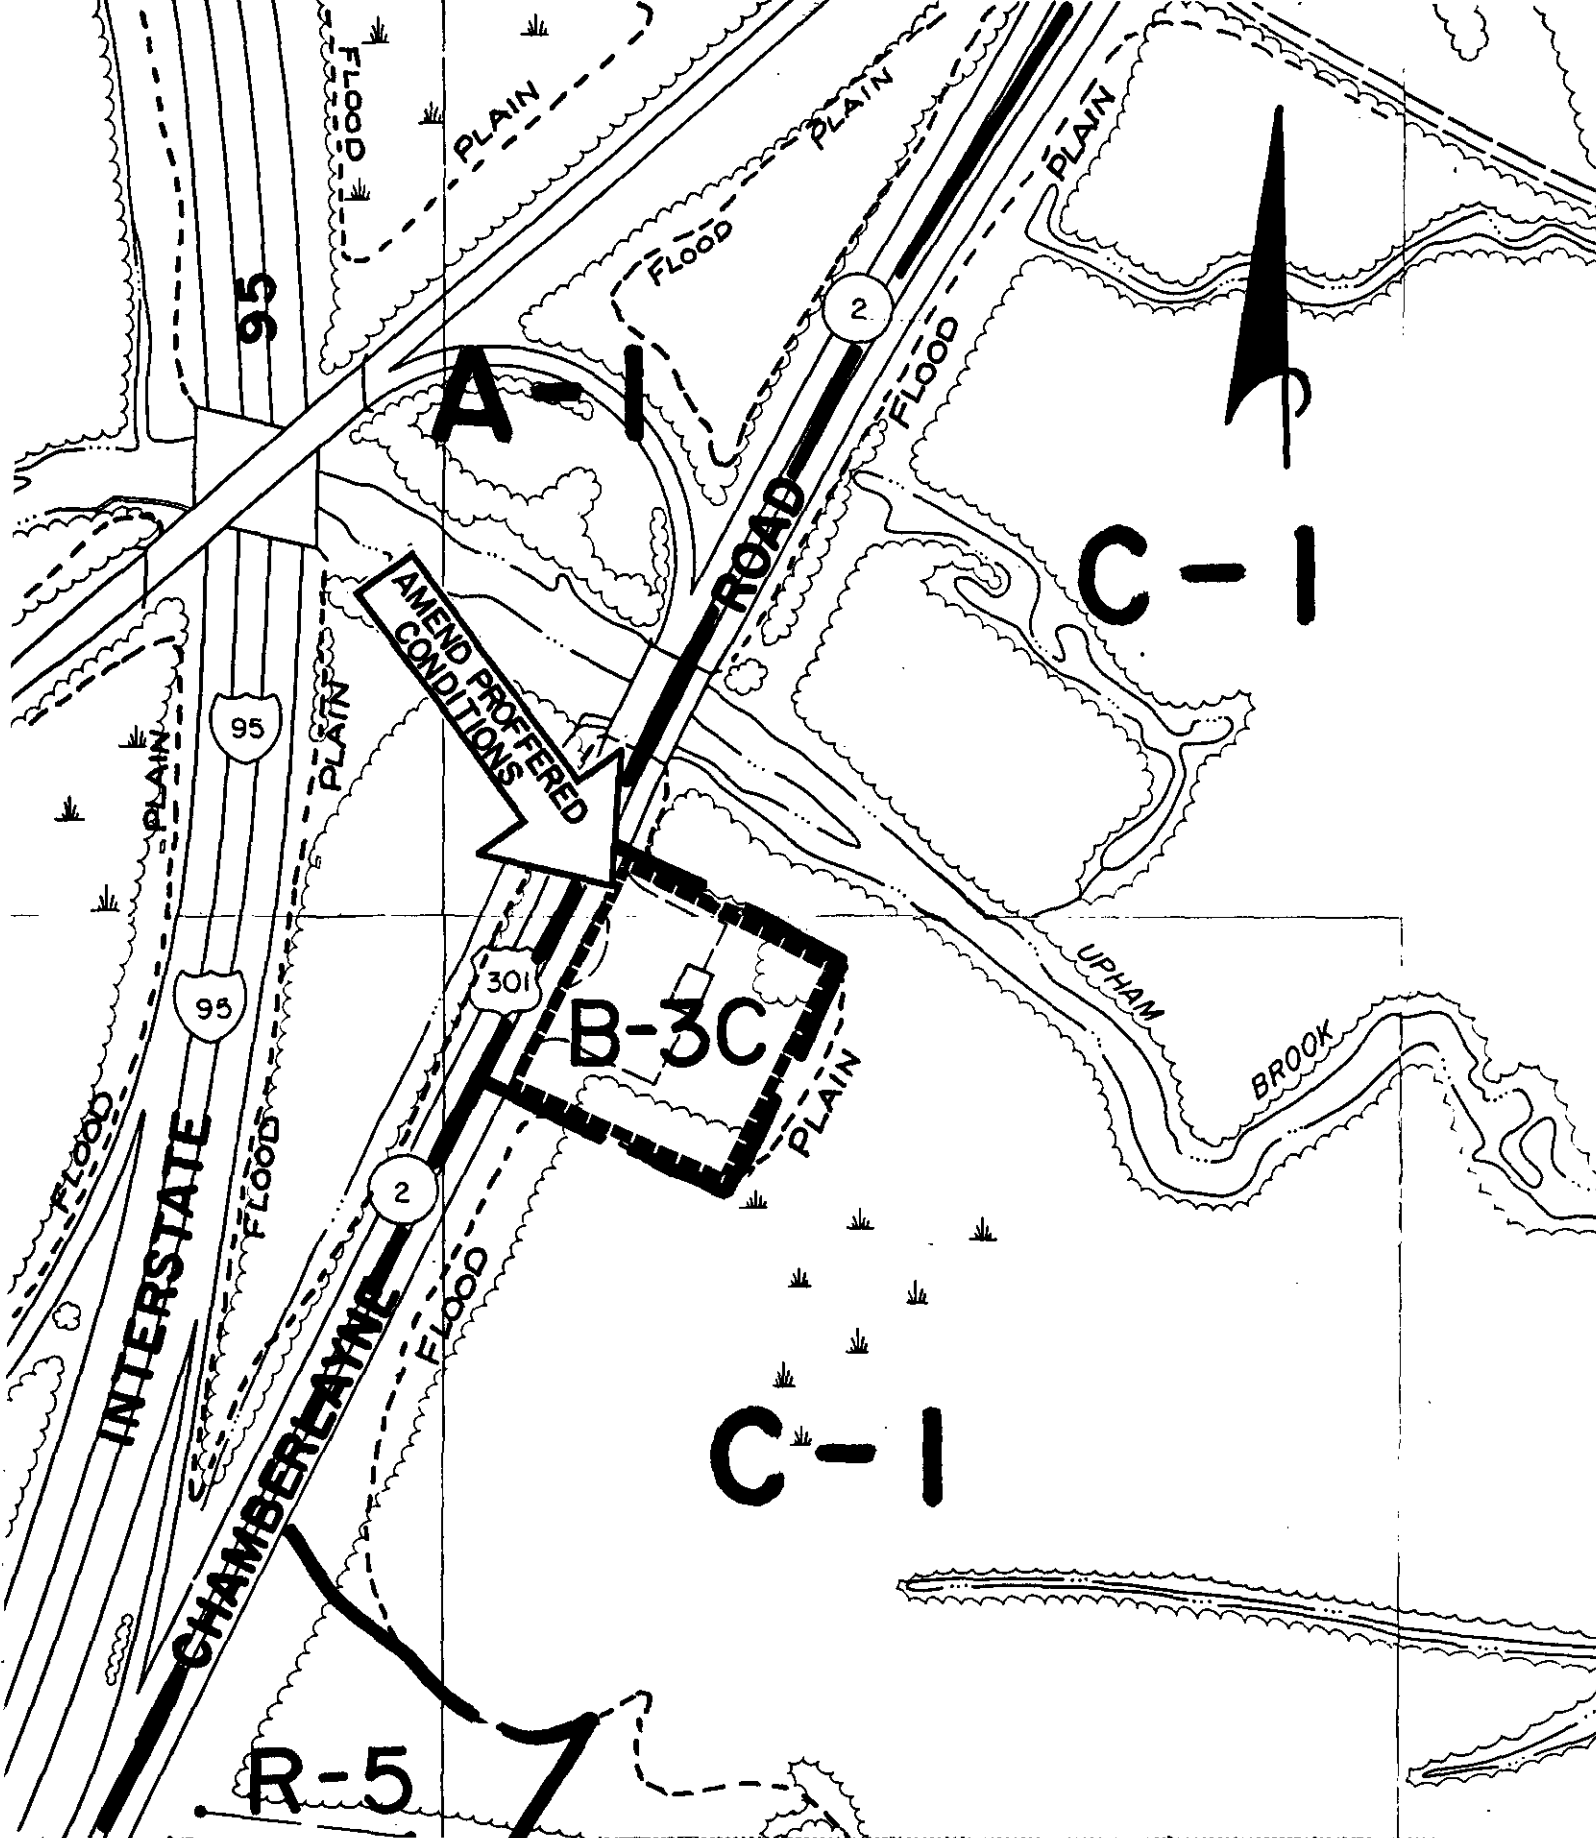 FLOOD
PLAIN
PLAIN
PLAIN
FLOOD
95
2
FLOOD
A-1
ROAD
C-1
AMEND PROFFERED
CONDITIONS
95
PLAIN
PLAIN
301
95
B-3C
UPHAM
BROOK
PLAIN
FLOOD
FLOOD
INTERSTATE
2
FLOOD
CHAMBERLAYNE
C-1
R-5